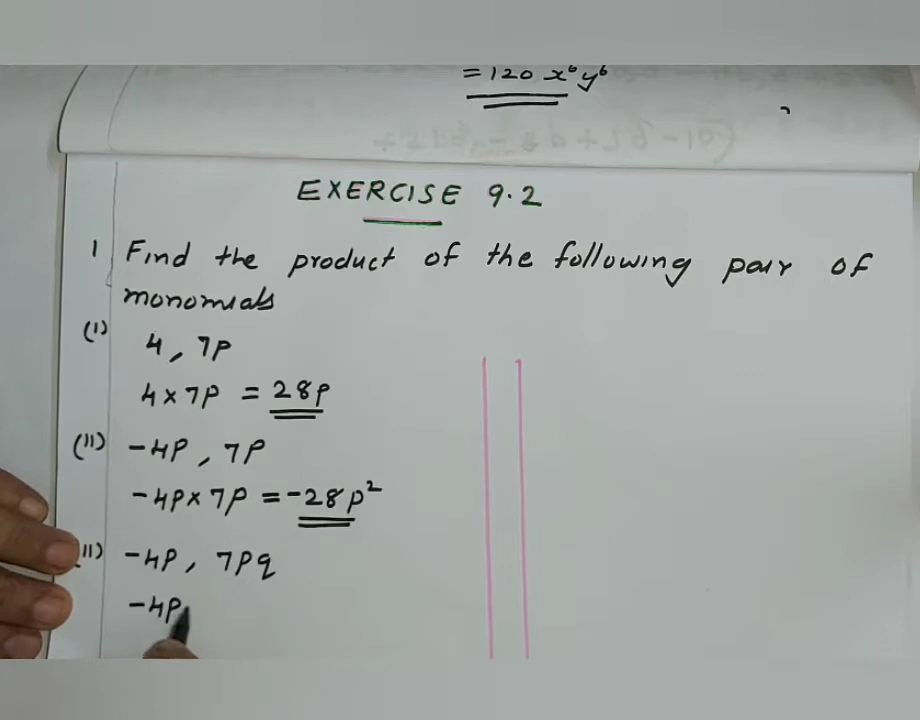 = 120 x⁶y⁶
EXERCISE 9.2
1 Find the product of the following pair of
monomials
(i) 4, 7p
4 × 7p = 28p
(ii) -4p, 7p
-4p × 7p = -28p²
ii) -4p, 7pq
-4p